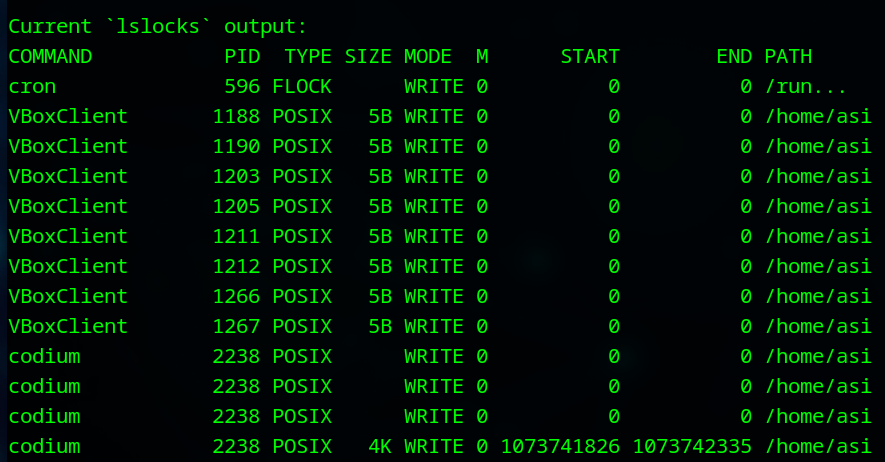 Current `lslocks` output:
COMMAND           PID  TYPE SIZE MODE  M      START        END PATH
cron              596 FLOCK      WRITE 0          0          0 /run...
VBoxClient       1188 POSIX   5B WRITE 0          0          0 /home/asi
VBoxClient       1190 POSIX   5B WRITE 0          0          0 /home/asi
VBoxClient       1203 POSIX   5B WRITE 0          0          0 /home/asi
VBoxClient       1205 POSIX   5B WRITE 0          0          0 /home/asi
VBoxClient       1211 POSIX   5B WRITE 0          0          0 /home/asi
VBoxClient       1212 POSIX   5B WRITE 0          0          0 /home/asi
VBoxClient       1266 POSIX   5B WRITE 0          0          0 /home/asi
VBoxClient       1267 POSIX   5B WRITE 0          0          0 /home/asi
codium           2238 POSIX      WRITE 0          0          0 /home/asi
codium           2238 POSIX      WRITE 0          0          0 /home/asi
codium           2238 POSIX      WRITE 0          0          0 /home/asi
codium           2238 POSIX   4K WRITE 0 1073741826 1073742335 /home/asi